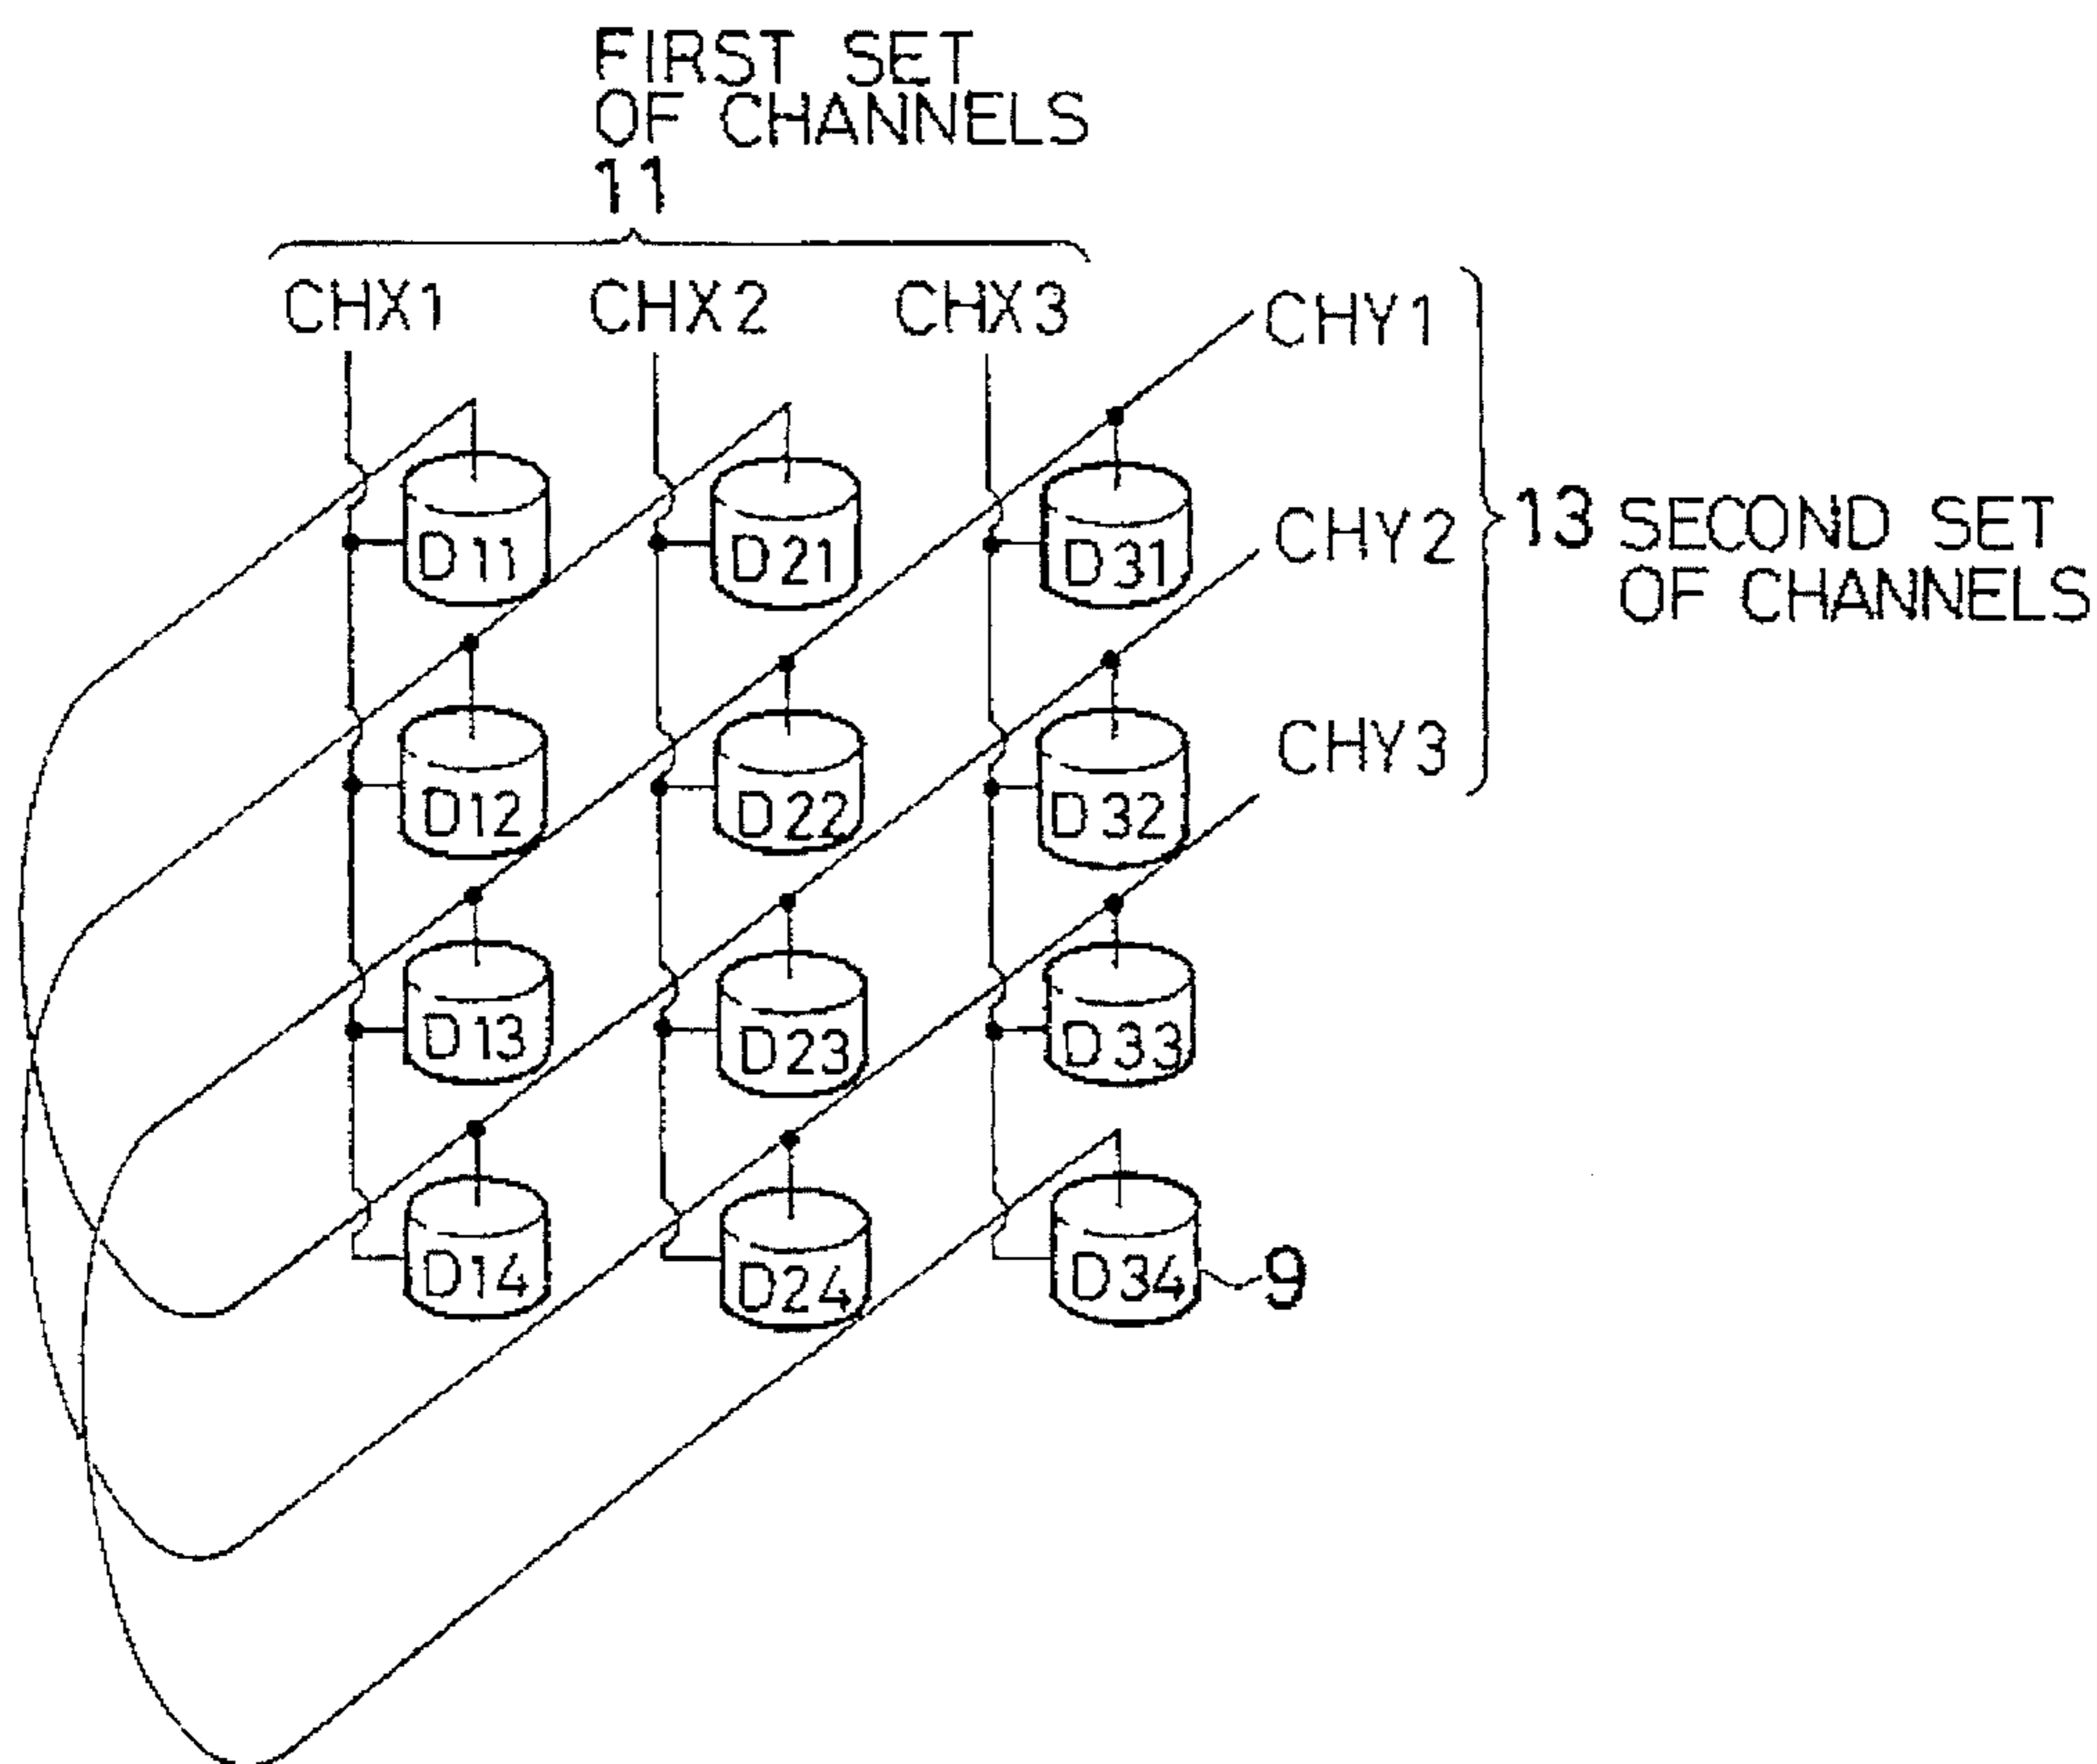 FIRST SET
OF CHANNELS
11
CHX1 CHX2 CHX3
CHY1
CHY2
CHY3
13 SECOND SET
OF CHANNELS
D11 D21 D31
D12 D22 D32
D13 D23 D33
D14 D24 D34
9